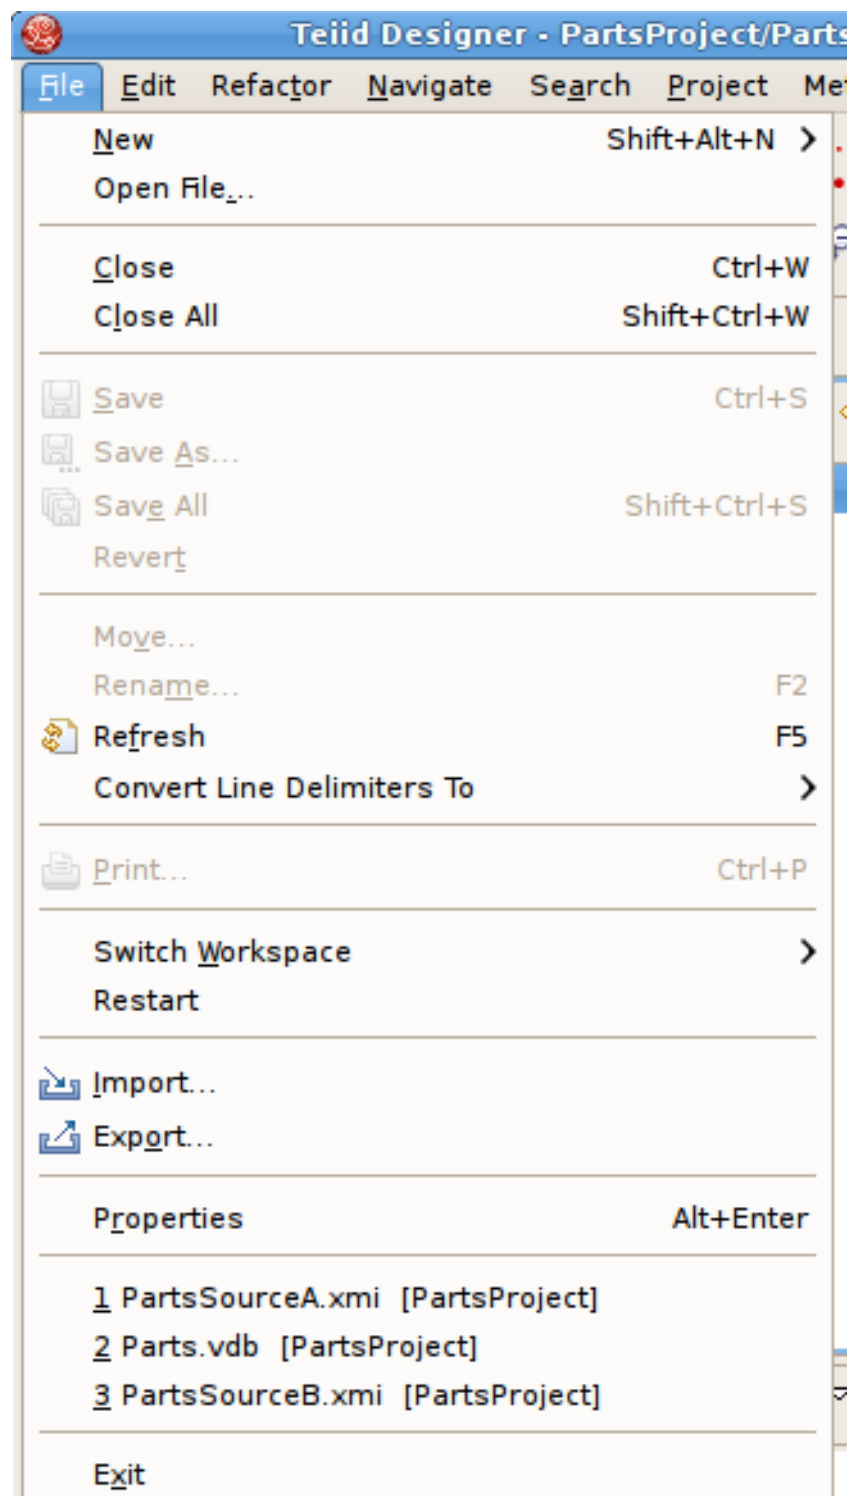 Teiid Designer - PartsProject/Parts
File Edit Refactor Navigate Search Project Met
New Shift+Alt+N
Open File...
Close Ctrl+W
Close All Shift+Ctrl+W
Save Ctrl+S
Save As...
Save All Shift+Ctrl+S
Revert
Move...
Rename... F2
Refresh F5
Convert Line Delimiters To
Print... Ctrl+P
Switch Workspace
Restart
Import...
Export...
Properties Alt+Enter
1 PartsSourceA.xmi [PartsProject]
2 Parts.vdb [PartsProject]
3 PartsSourceB.xmi [PartsProject]
Exit